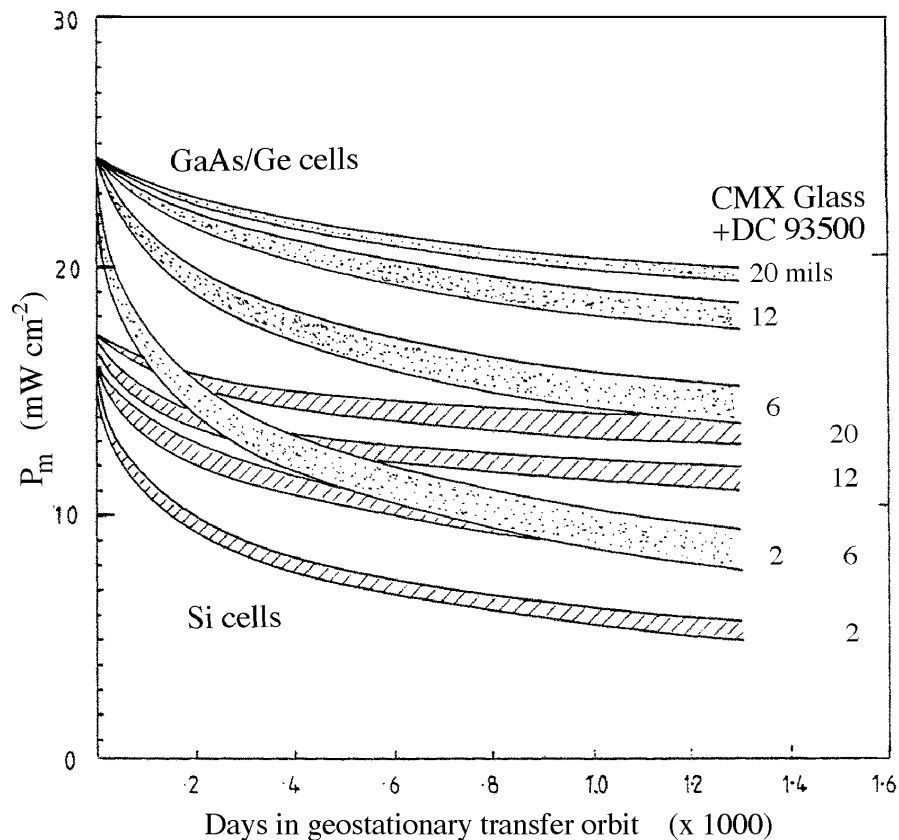 30
GaAs/Ge cells
CMX Glass
+DC 93500
20 mils
20
12
6
20
12
10
2 6
2
Si cells
0
P_m (mW cm⁻²)
·2 ·4 ·6 ·8 1·0 1·2 1·4 1·6
Days in geostationary transfer orbit (x 1000)